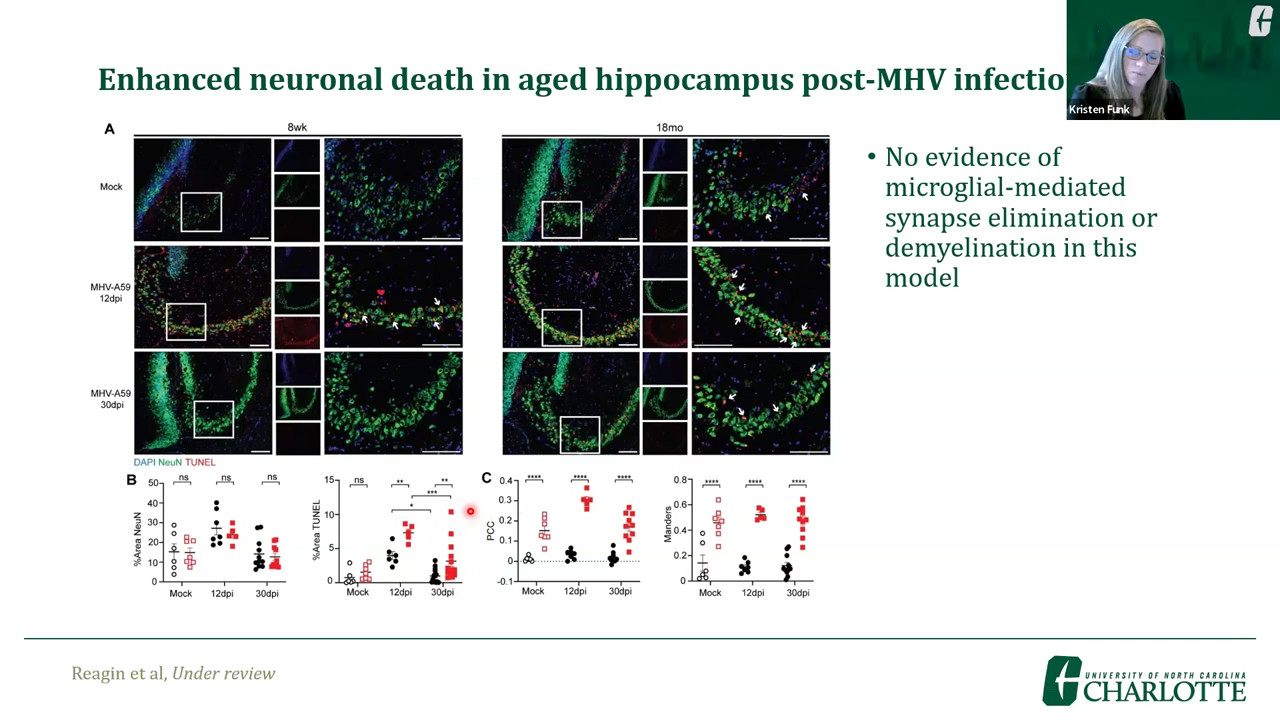 Enhanced neuronal death in aged hippocampus post-MHV infectio
Kristen Funk
A
8wk
18mo
Mock
MHV-A59
12dpi
MHV-A59
30dpi
DAPI NeuN TUNEL
• No evidence of
microglial-mediated
synapse elimination or
demyelination in this
model
B
%Area NeuN
50
40
30
20
10
0
ns
ns
ns
Mock
12dpi
30dpi
%Area TUNEL
15
10
5
0
ns
**
**
***
*
Mock
12dpi
30dpi
C
PCC
0.4
0.3
0.2
0.1
0
-0.1
****
****
****
Mock
12dpi
30dpi
Manders
0.8
0.6
0.4
0.2
0
****
****
****
Mock
12dpi
30dpi
Reagin et al, Under review
UNIVERSITY OF NORTH CAROLINA
CHARLOTTE